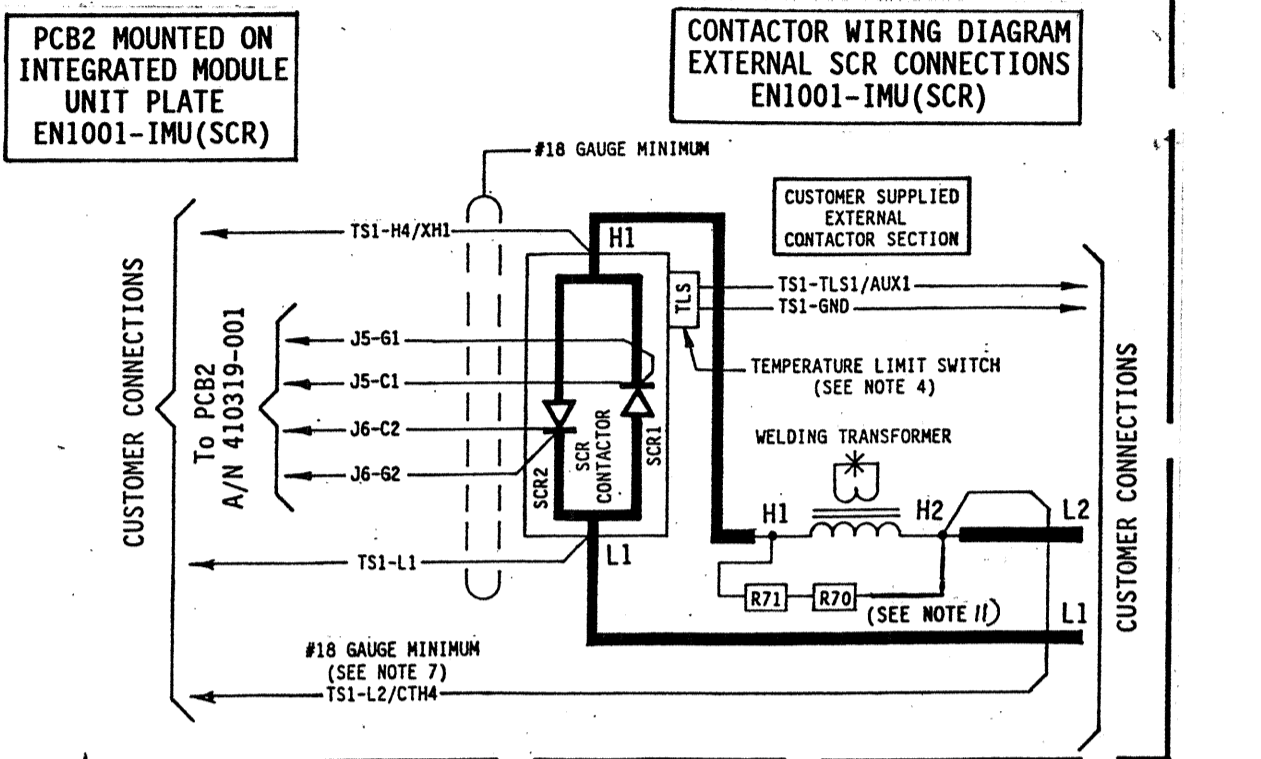 PCB2 MOUNTED ON
INTEGRATED MODULE
UNIT PLATE
EN1001-IMU(SCR)
CONTACTOR WIRING DIAGRAM
EXTERNAL SCR CONNECTIONS
EN1001-IMU(SCR)
#18 GAUGE MINIMUM
CUSTOMER SUPPLIED
EXTERNAL
CONTACTOR SECTION
TS1-H4/XH1
H1
TLS
TS1-TLS1/AUX1
TS1-GND
CUSTOMER CONNECTIONS
To PCB2
A/N 410319-001
J5-G1
J5-C1
J6-C2
J6-G2
TEMPERATURE LIMIT SWITCH
(SEE NOTE 4)
SCR2
SCR
CONTACTOR
SCR1
WELDING TRANSFORMER
H1
H2
L2
CUSTOMER CONNECTIONS
TS1-L1
L1
R71
R70
(SEE NOTE 11)
L1
#18 GAUGE MINIMUM
(SEE NOTE 7)
TS1-L2/CTH4